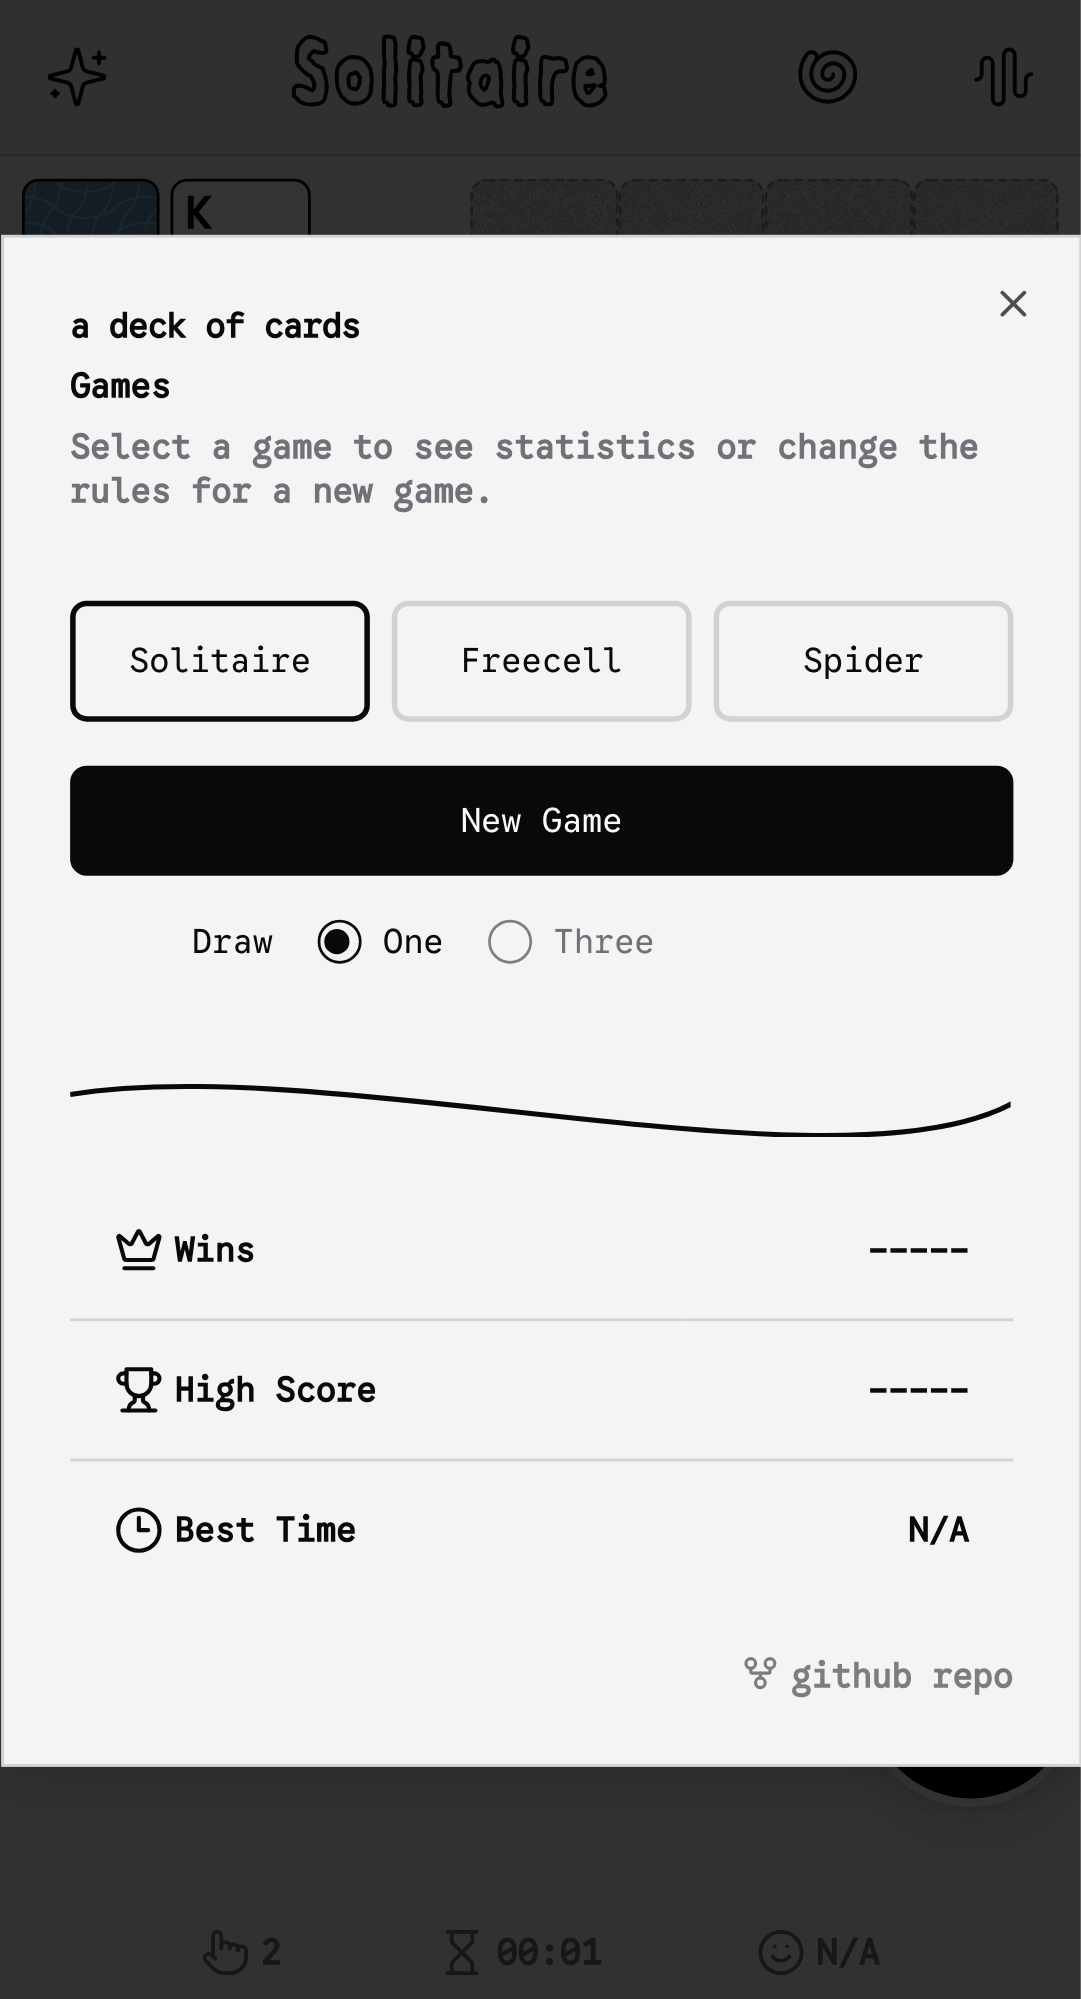 Solitaire
K
a deck of cards
Games
Select a game to see statistics or change the
rules for a new game.
Solitaire Freecell Spider
New Game
Draw One Three
Wins -----
High Score -----
Best Time N/A
github repo
2 00:01 N/A